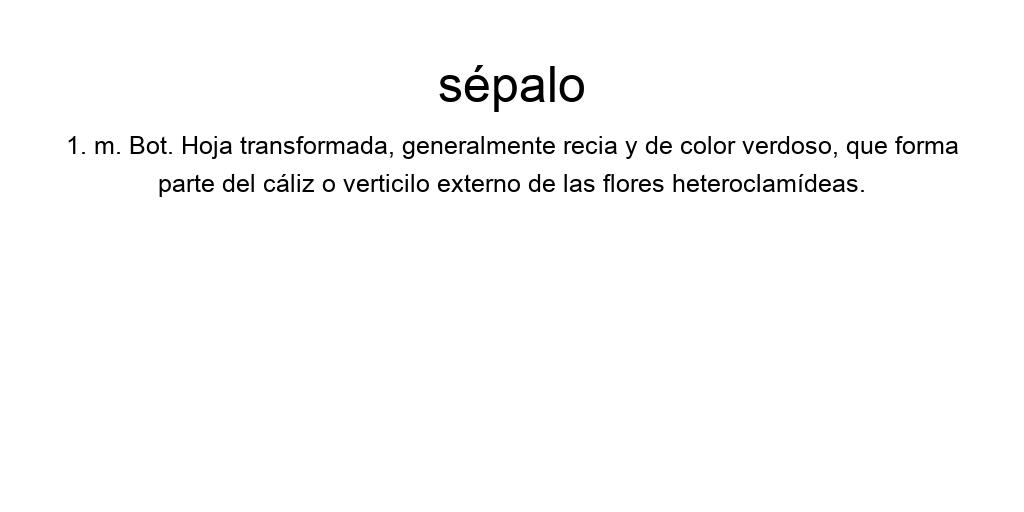 sépalo
1. m. Bot. Hoja transformada, generalmente recia y de color verdoso, que forma
parte del cáliz o verticilo externo de las flores heteroclamídeas.